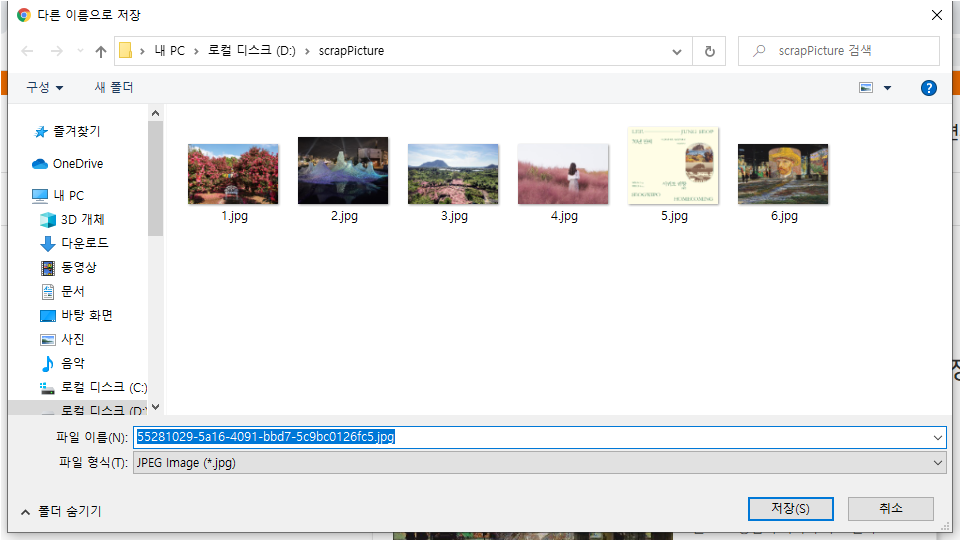 다른 이름으로 저장
내 PC > 로컬 디스크 (D:) > scrapPicture
scrapPicture 검색
구성
새 폴더
즐겨찾기
OneDrive
내 PC
3D 개체
다운로드
동영상
문서
바탕 화면
사진
음악
로컬 디스크 (C:)
로컬 디스크 (D:)
1.jpg
2.jpg
3.jpg
4.jpg
5.jpg
6.jpg
파일 이름(N):
55281029-5a16-4091-bbd7-5c9bc0126fc5.jpg
파일 형식(T):
JPEG Image (*.jpg)
폴더 숨기기
저장(S)
취소